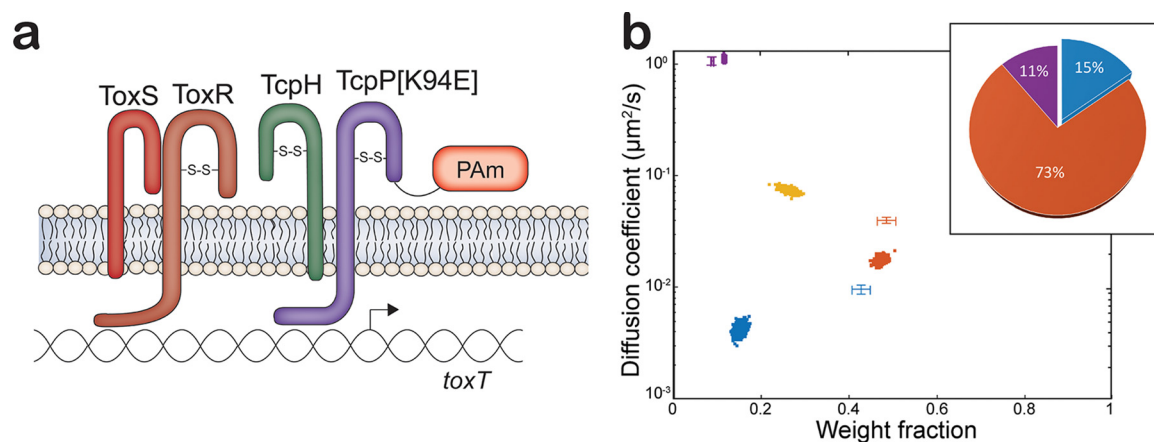 a
ToxS
ToxR
TcpH
TcpP[K94E]
-S-S-
-S-S-
-S-S-
PAm
toxT
b
Diffusion coefficient (µm²/s)
10⁰
10⁻¹
10⁻²
10⁻³
0
0.2
0.4
0.6
0.8
1
Weight fraction
11%
15%
73%